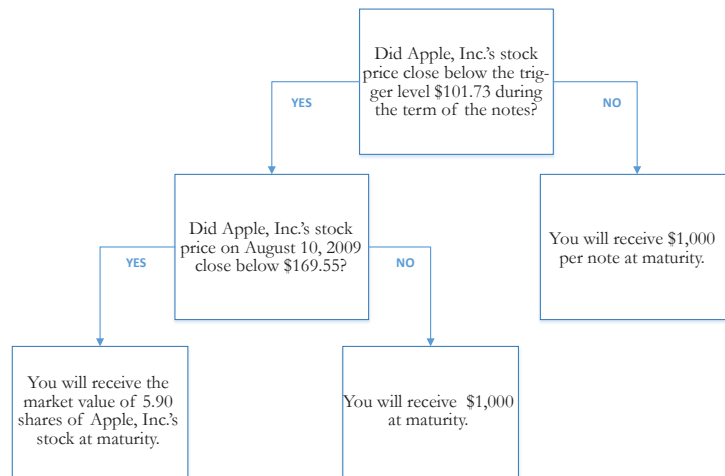 Did Apple, Inc.'s stock
price close below the trig-
ger level $101.73 during
the term of the notes?
YES
NO
Did Apple, Inc.'s stock
price on August 10, 2009
close below $169.55?
You will receive $1,000
per note at maturity.
YES
NO
You will receive the
market value of 5.90
shares of Apple, Inc.'s
stock at maturity.
You will receive $1,000
at maturity.